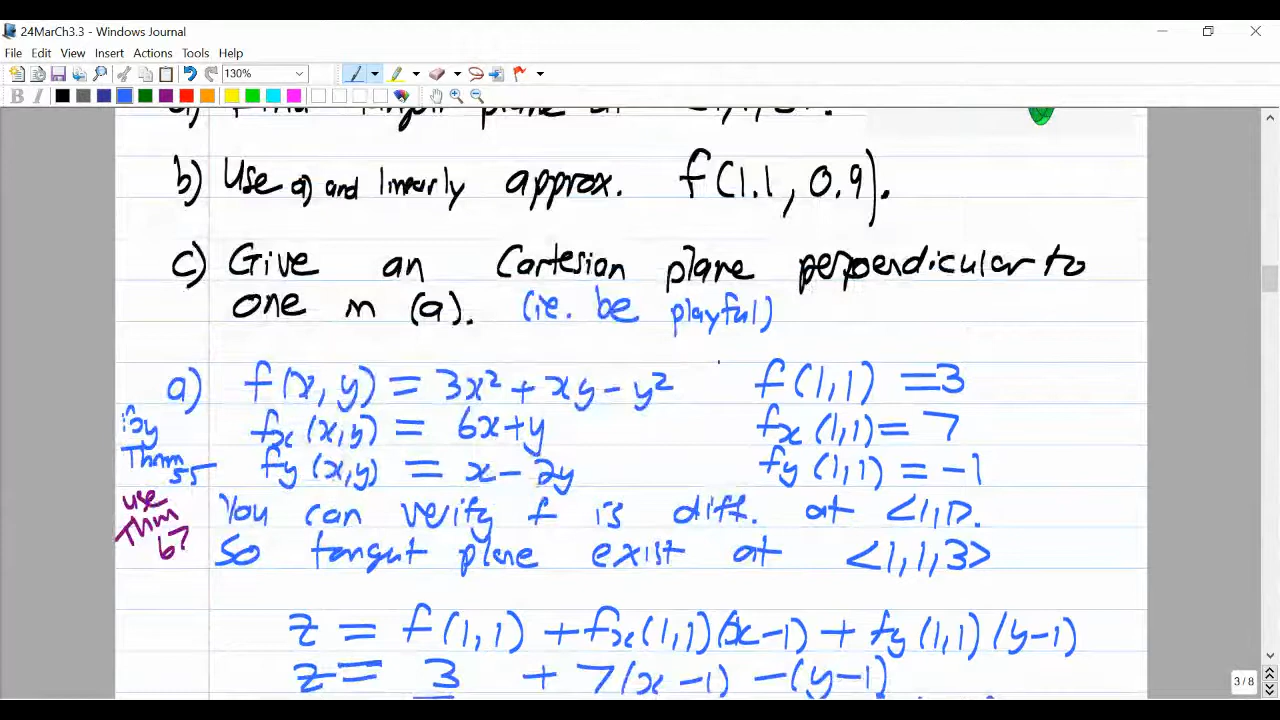 24MarCh3.3 - Windows Journal
File Edit View Insert Actions Tools Help
130%
B I
plane at
b) Use a) and linearly approx. f(1.1, 0.9).
c) Give an Cartesian plane perpendicular to
one in (a). (ie. be playful)
a) f(x,y) = 3x² + xy - y² f(1,1) = 3
By Thm 55
fx(x,y) = 6x+y fx(1,1) = 7
fy(x,y) = x - 2y fy(1,1) = -1
use Thm 67
You can verify f is diff. at <1,1>.
So tangent plane exist at <1,1,3>
z = f(1,1) + fx(1,1)(x-1) + fy(1,1)(y-1)
z = 3 + 7(x-1) - (y-1)
3 / 8